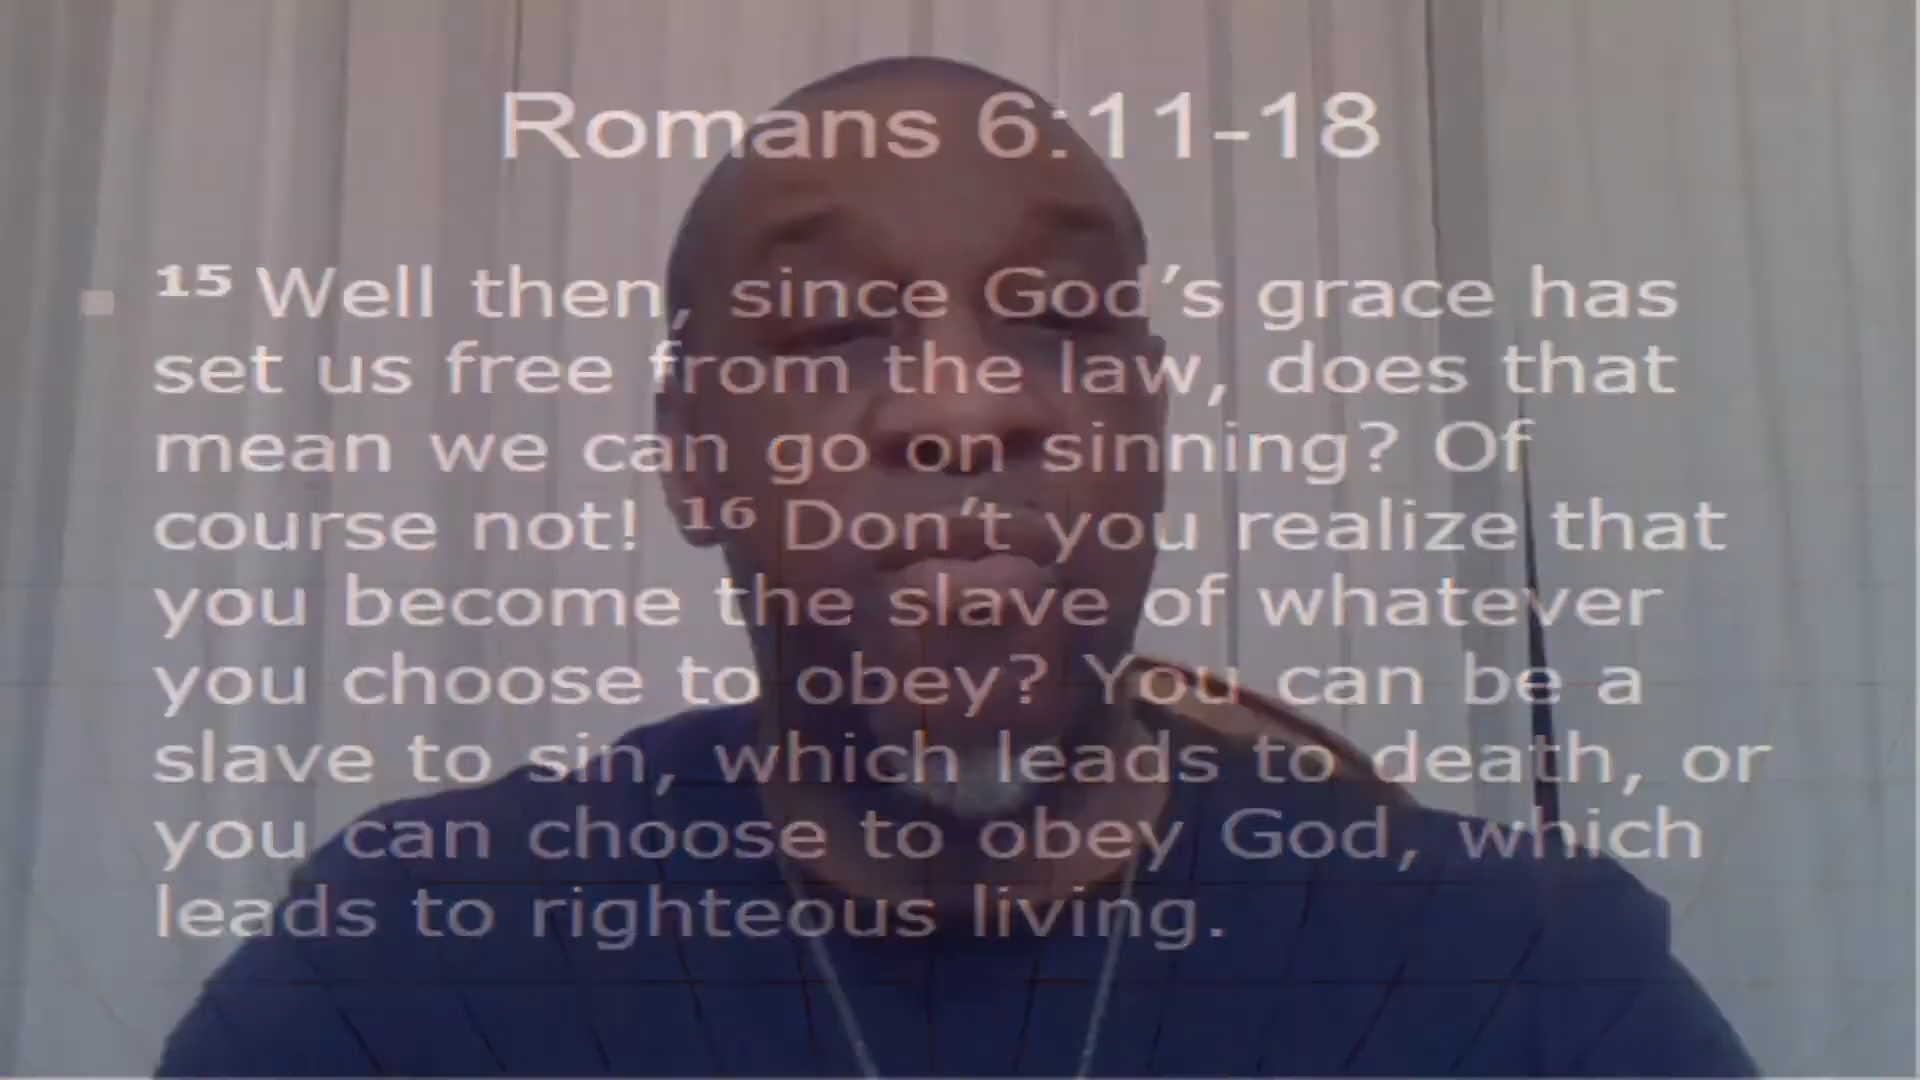 Romans 6:11-18
15 Well then, since God’s grace has
set us free from the law, does that
mean we can go on sinning? Of
course not! 16 Don’t you realize that
you become the slave of whatever
you choose to obey? You can be a
slave to sin, which leads to death, or
you can choose to obey God, which
leads to righteous living.